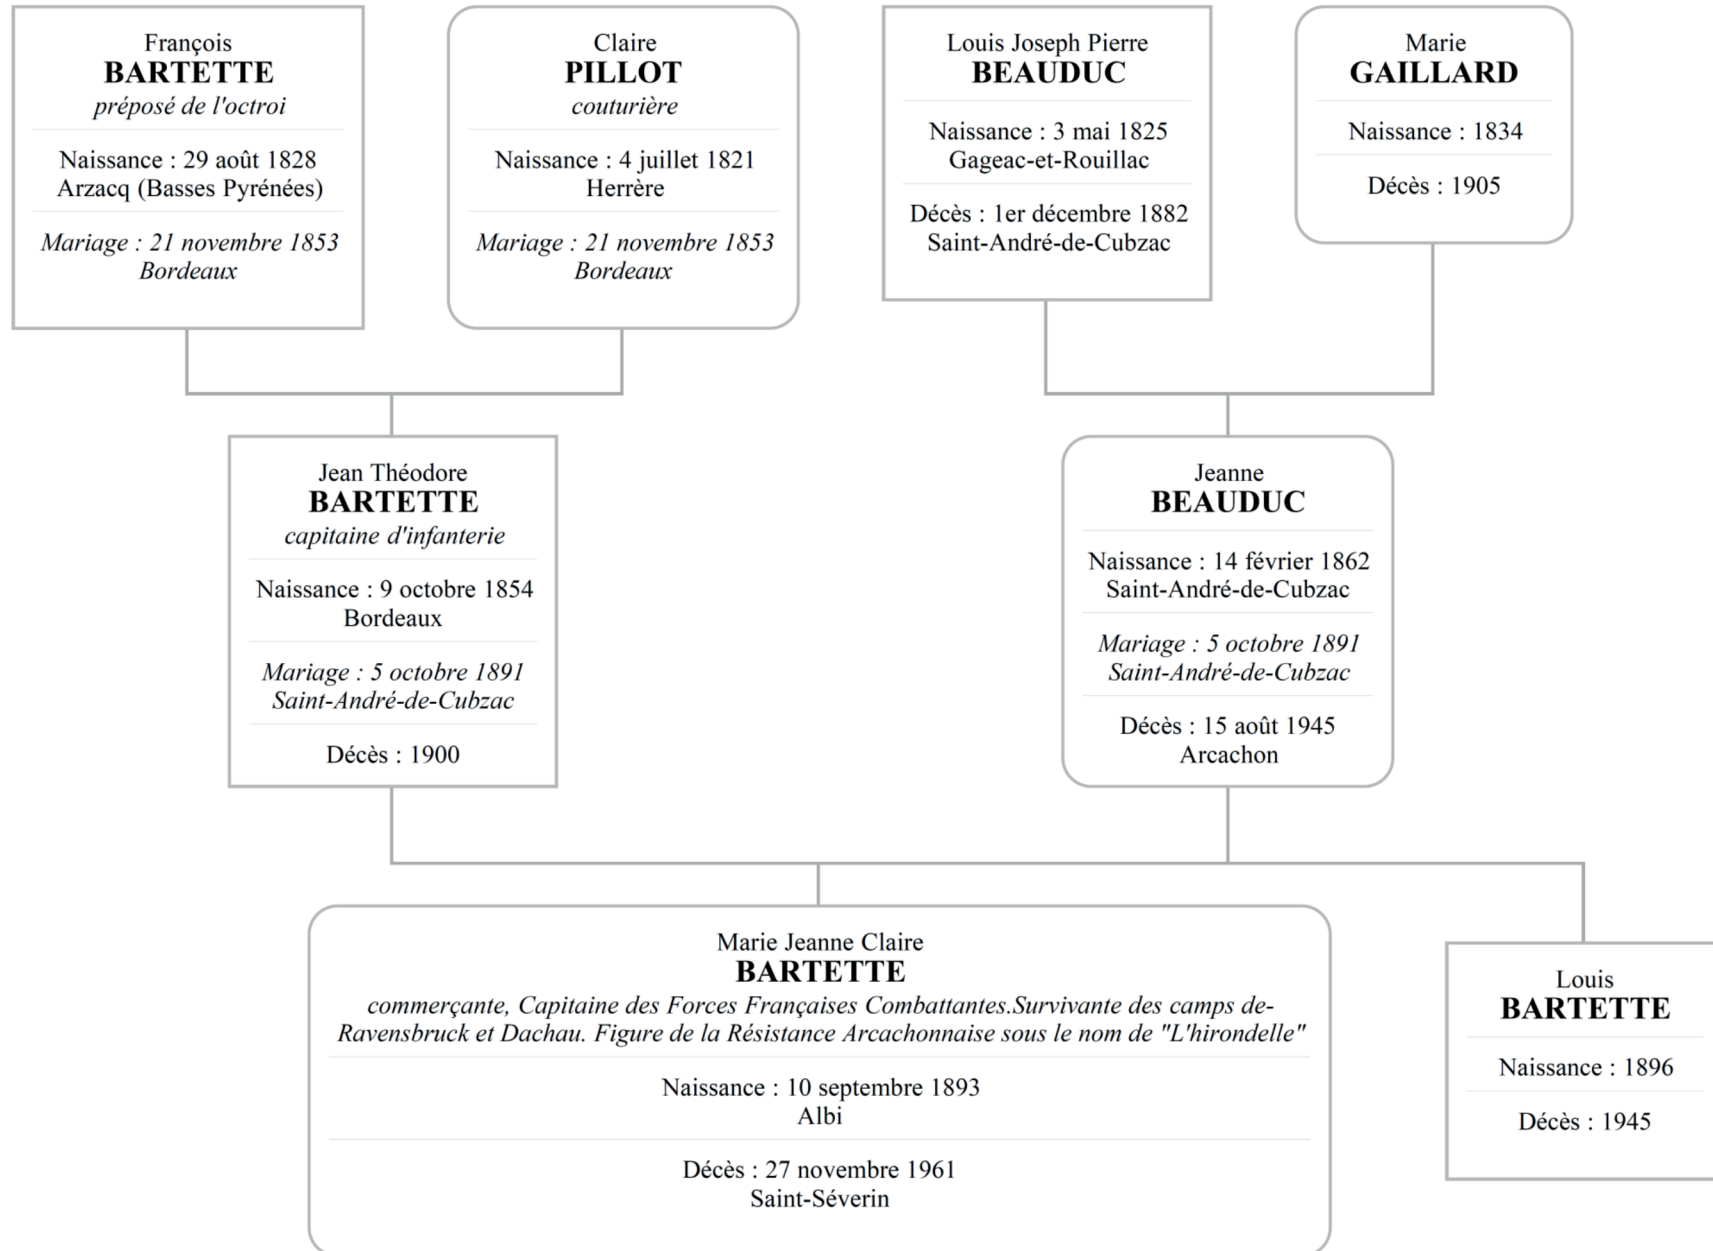 François
BARTETTE
préposé de l'octroi
Naissance : 29 août 1828
Arzacq (Basses Pyrénées)
Mariage : 21 novembre 1853
Bordeaux
Claire
PILLOT
couturière
Naissance : 4 juillet 1821
Herrère
Mariage : 21 novembre 1853
Bordeaux
Louis Joseph Pierre
BEAUDUC
Naissance : 3 mai 1825
Gageac-et-Rouillac
Décès : 1er décembre 1882
Saint-André-de-Cubzac
Marie
GAILLARD
Naissance : 1834
Décès : 1905
Jean Théodore
BARTETTE
capitaine d'infanterie
Naissance : 9 octobre 1854
Bordeaux
Mariage : 5 octobre 1891
Saint-André-de-Cubzac
Décès : 1900
Jeanne
BEAUDUC
Naissance : 14 février 1862
Saint-André-de-Cubzac
Mariage : 5 octobre 1891
Saint-André-de-Cubzac
Décès : 15 août 1945
Arcachon
Marie Jeanne Claire
BARTETTE
commerçante, Capitaine des Forces Françaises Combattantes.Survivante des camps de-
Ravensbruck et Dachau. Figure de la Résistance Arcachonnaise sous le nom de "L'hirondelle"
Naissance : 10 septembre 1893
Albi
Décès : 27 novembre 1961
Saint-Séverin
Louis
BARTETTE
Naissance : 1896
Décès : 1945